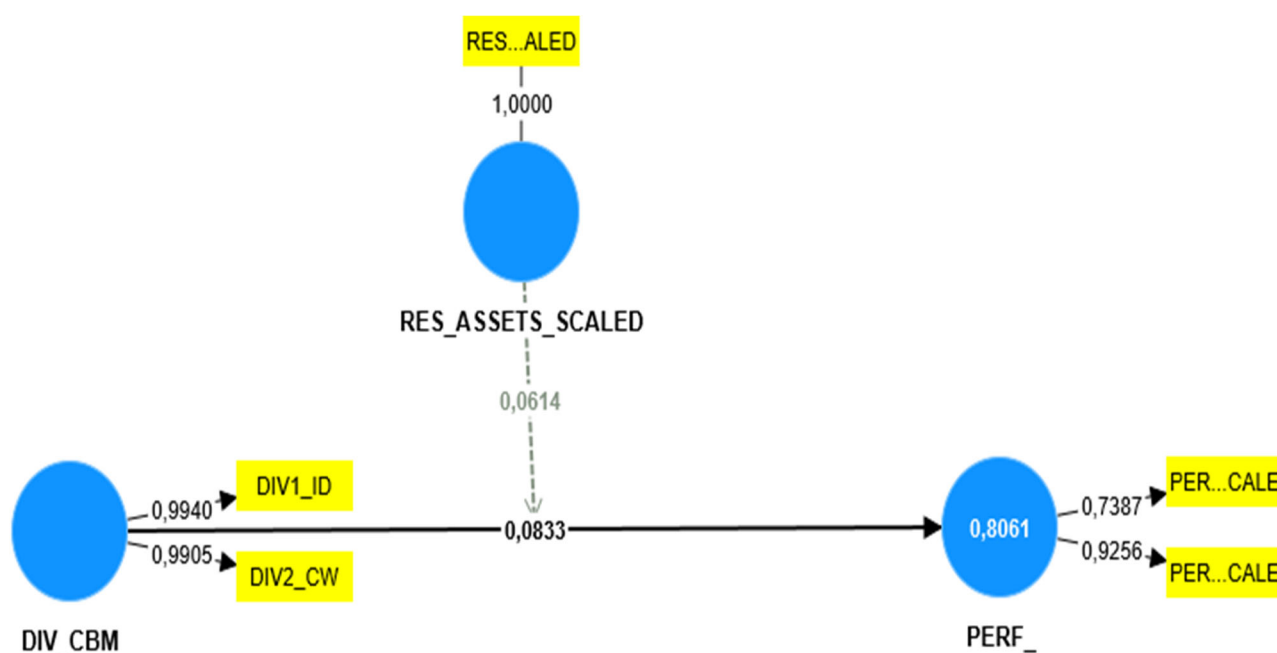 RES...ALED
1,0000
RES_ASSETS_SCALED
0,0614
DIV1_ID
0,9940
0,0833
0,9905
DIV2_CW
DIV CBM
0,8061
PER...CALE
0,7387
0,9256
PER...CALE
PERF_